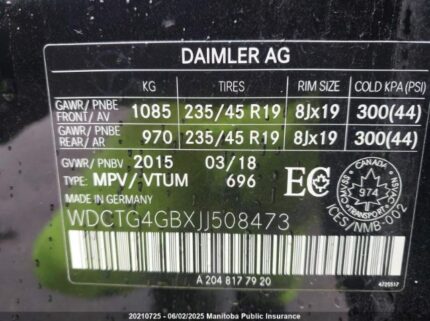 DAIMLER AG
KG TIRES RIM SIZE COLD KPA (PSI)
GAWR/PNBE FRONT/AV 1085 235/45 R19 8Jx19 300(44)
GAWR/PNBE REAR/AR 970 235/45 R19 8Jx19 300(44)
GVWR/PNBV 2015 03/18
TYPE: MPV/VTUM 696 EC
CANADA 974 TRANSPORT
MADE IN GERMANY ICES/NMB-002
WDCTG4GBXJJ508473
A 204 817 79 20
4725517
20210725 - 06/02/2025 Manitoba Public Insurance